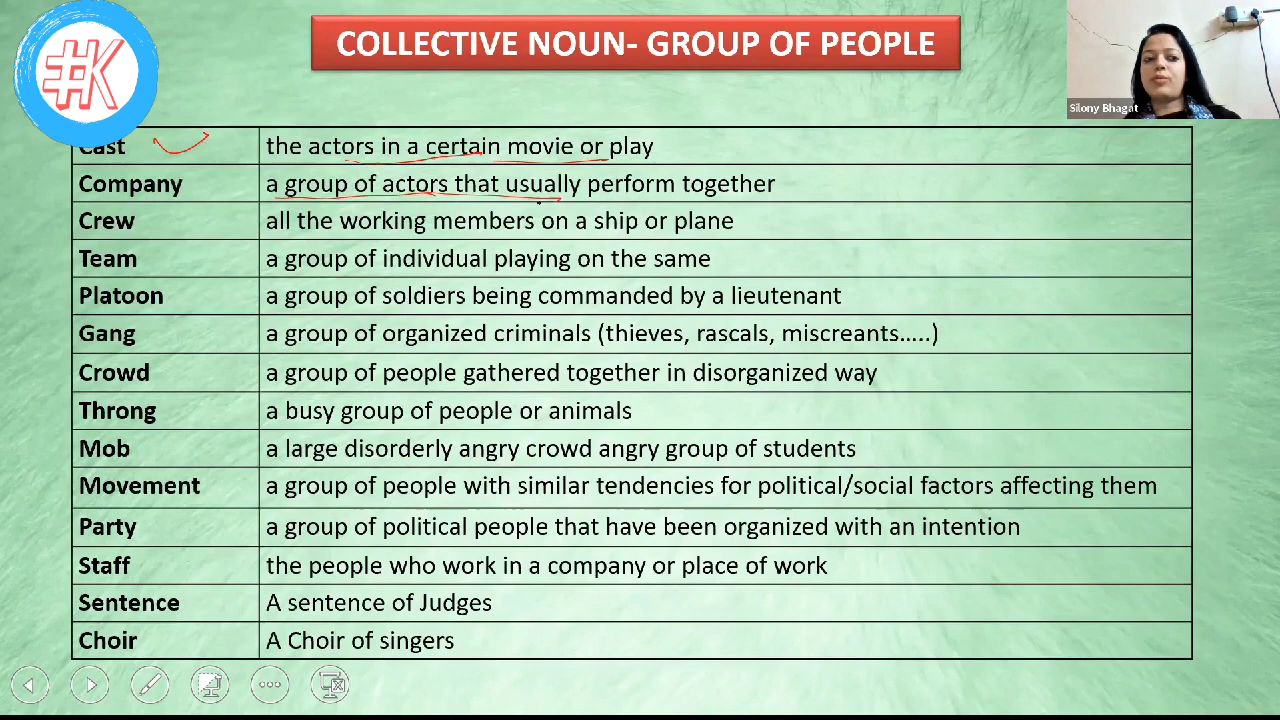 #K
COLLECTIVE NOUN- GROUP OF PEOPLE
Silony Bhagat
Cast the actors in a certain movie or play
Company a group of actors that usually perform together
Crew all the working members on a ship or plane
Team a group of individual playing on the same
Platoon a group of soldiers being commanded by a lieutenant
Gang a group of organized criminals (thieves, rascals, miscreants…..)
Crowd a group of people gathered together in disorganized way
Throng a busy group of people or animals
Mob a large disorderly angry crowd angry group of students
Movement a group of people with similar tendencies for political/social factors affecting them
Party a group of political people that have been organized with an intention
Staff the people who work in a company or place of work
Sentence A sentence of Judges
Choir A Choir of singers